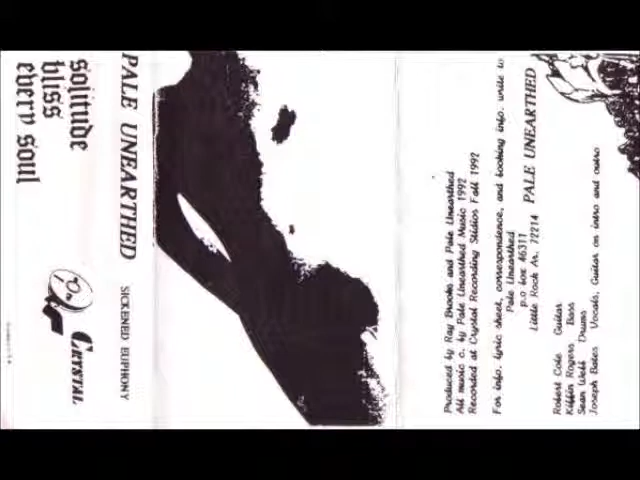 solitude
bliss
every soul
CRYSTAL
PALE UNEARTHED
SICKENED EUPHONY
Produced by Ray Brooks and Pale Unearthed
All music c. by Pale Unearthed Music 1992
Recorded at Crystal Recording Studios Fall 1992
For info. lyric sheet, correspondence, and booking info. write to
Pale Unearthed
p.o box 46311
Little Rock Ar. 72214
PALE UNEARTHED
Robert Cole Guitar
Kiffin Rogers Bass
Sean Webb Drums
Joseph Bates Vocals, Guitar on intro and outro